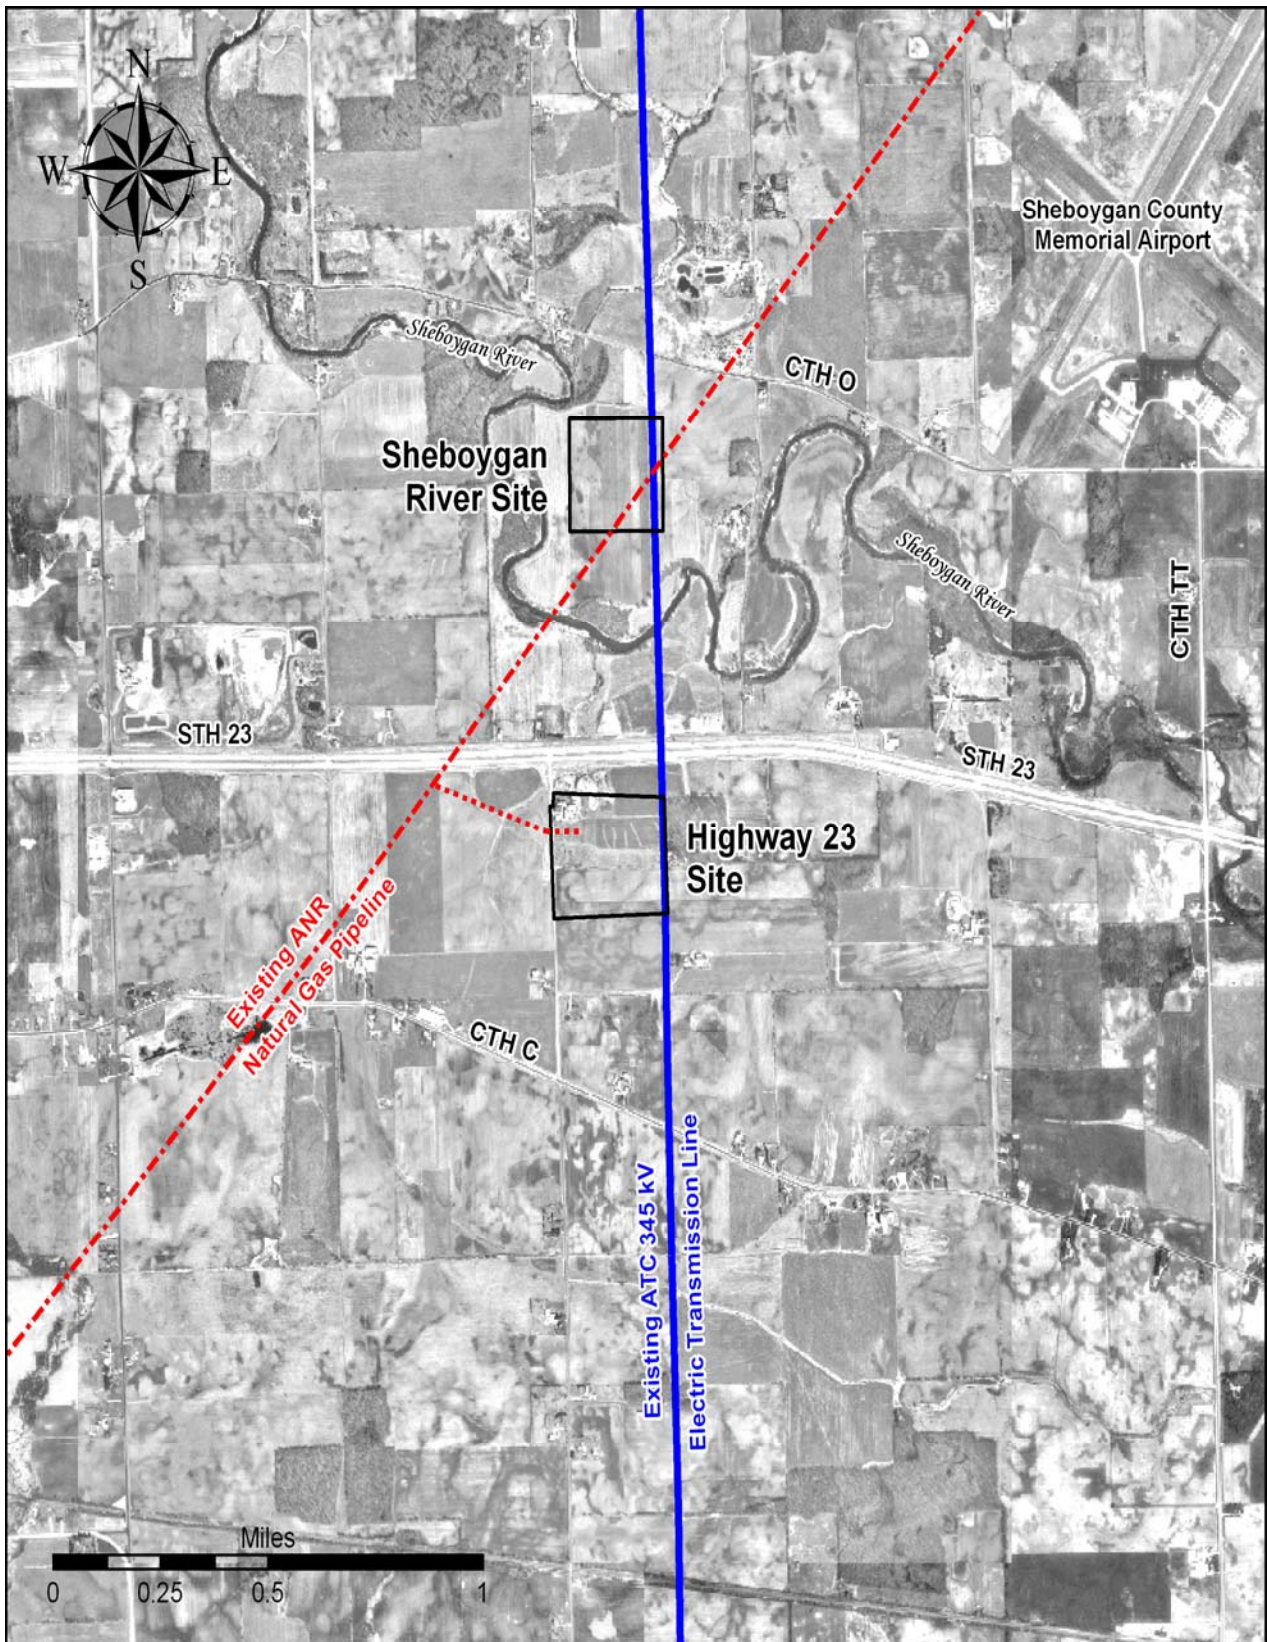 N
W
E
S
Sheboygan County
Memorial Airport
Sheboygan River
CTH O
Sheboygan
River Site
Sheboygan River
CTH TT
STH 23
STH 23
Highway 23
Site
Existing ANR
Natural Gas Pipeline
CTH C
Existing ATC 345 kV
Electric Transmission Line
Miles
0 0.25 0.5 1